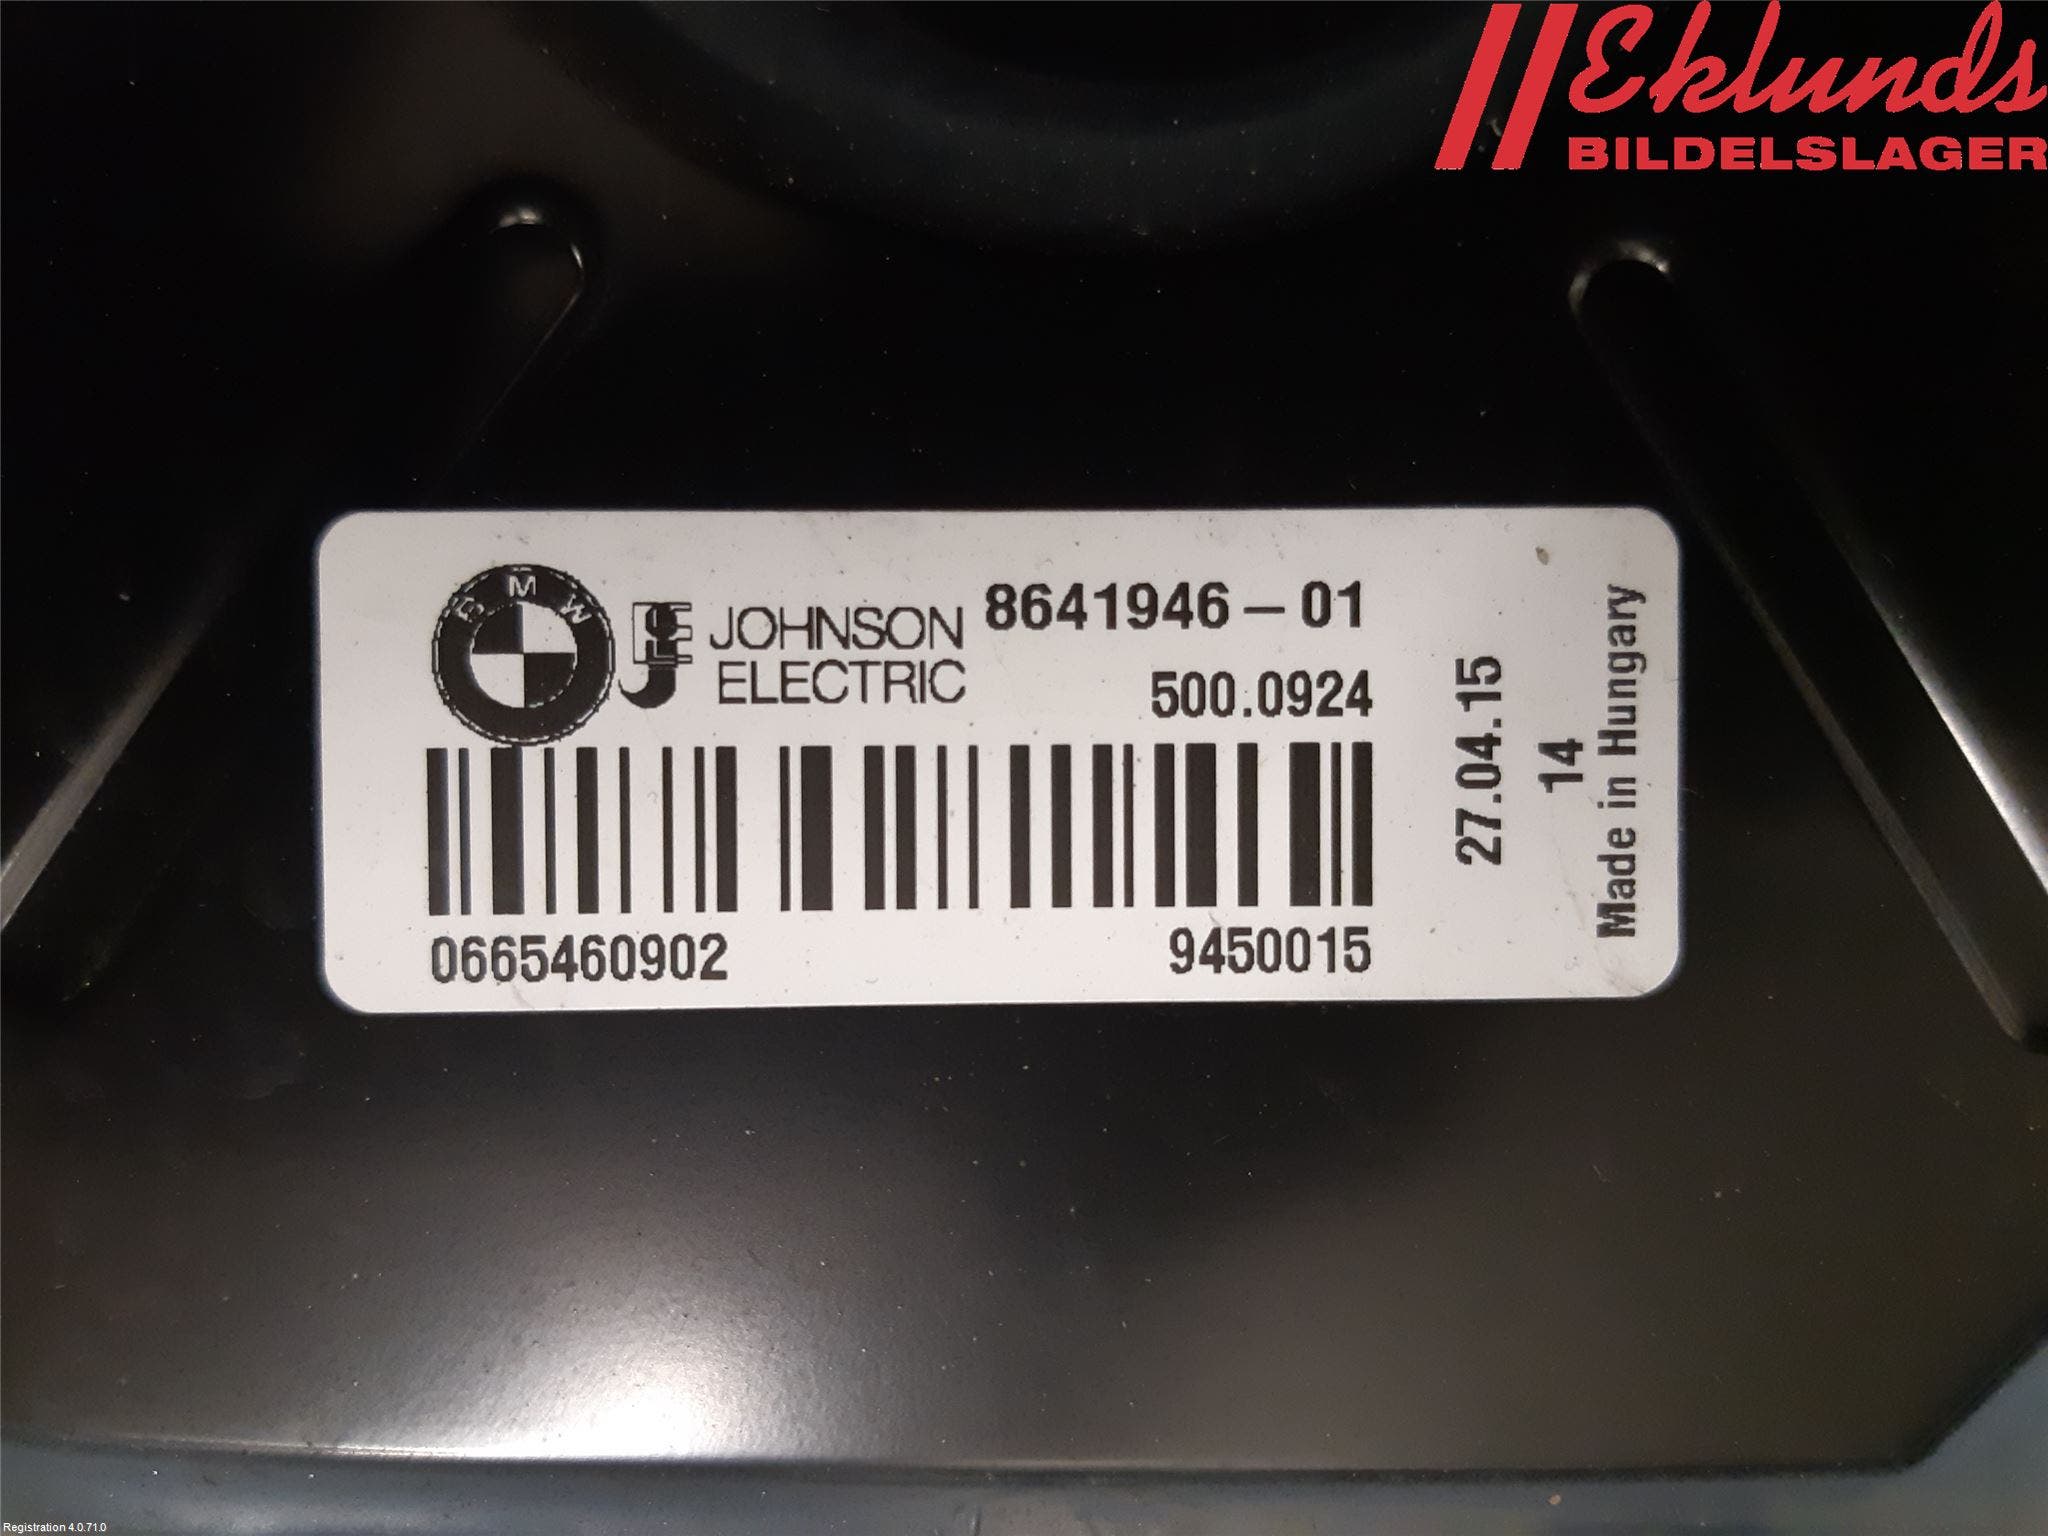 Eklunds
BILDELSLAGER
BMW
JOHNSON
ELECTRIC
8641946-01
500.0924
0665460902
9450015
27.04.15
14
Made in Hungary
Registration 4.0.71.0